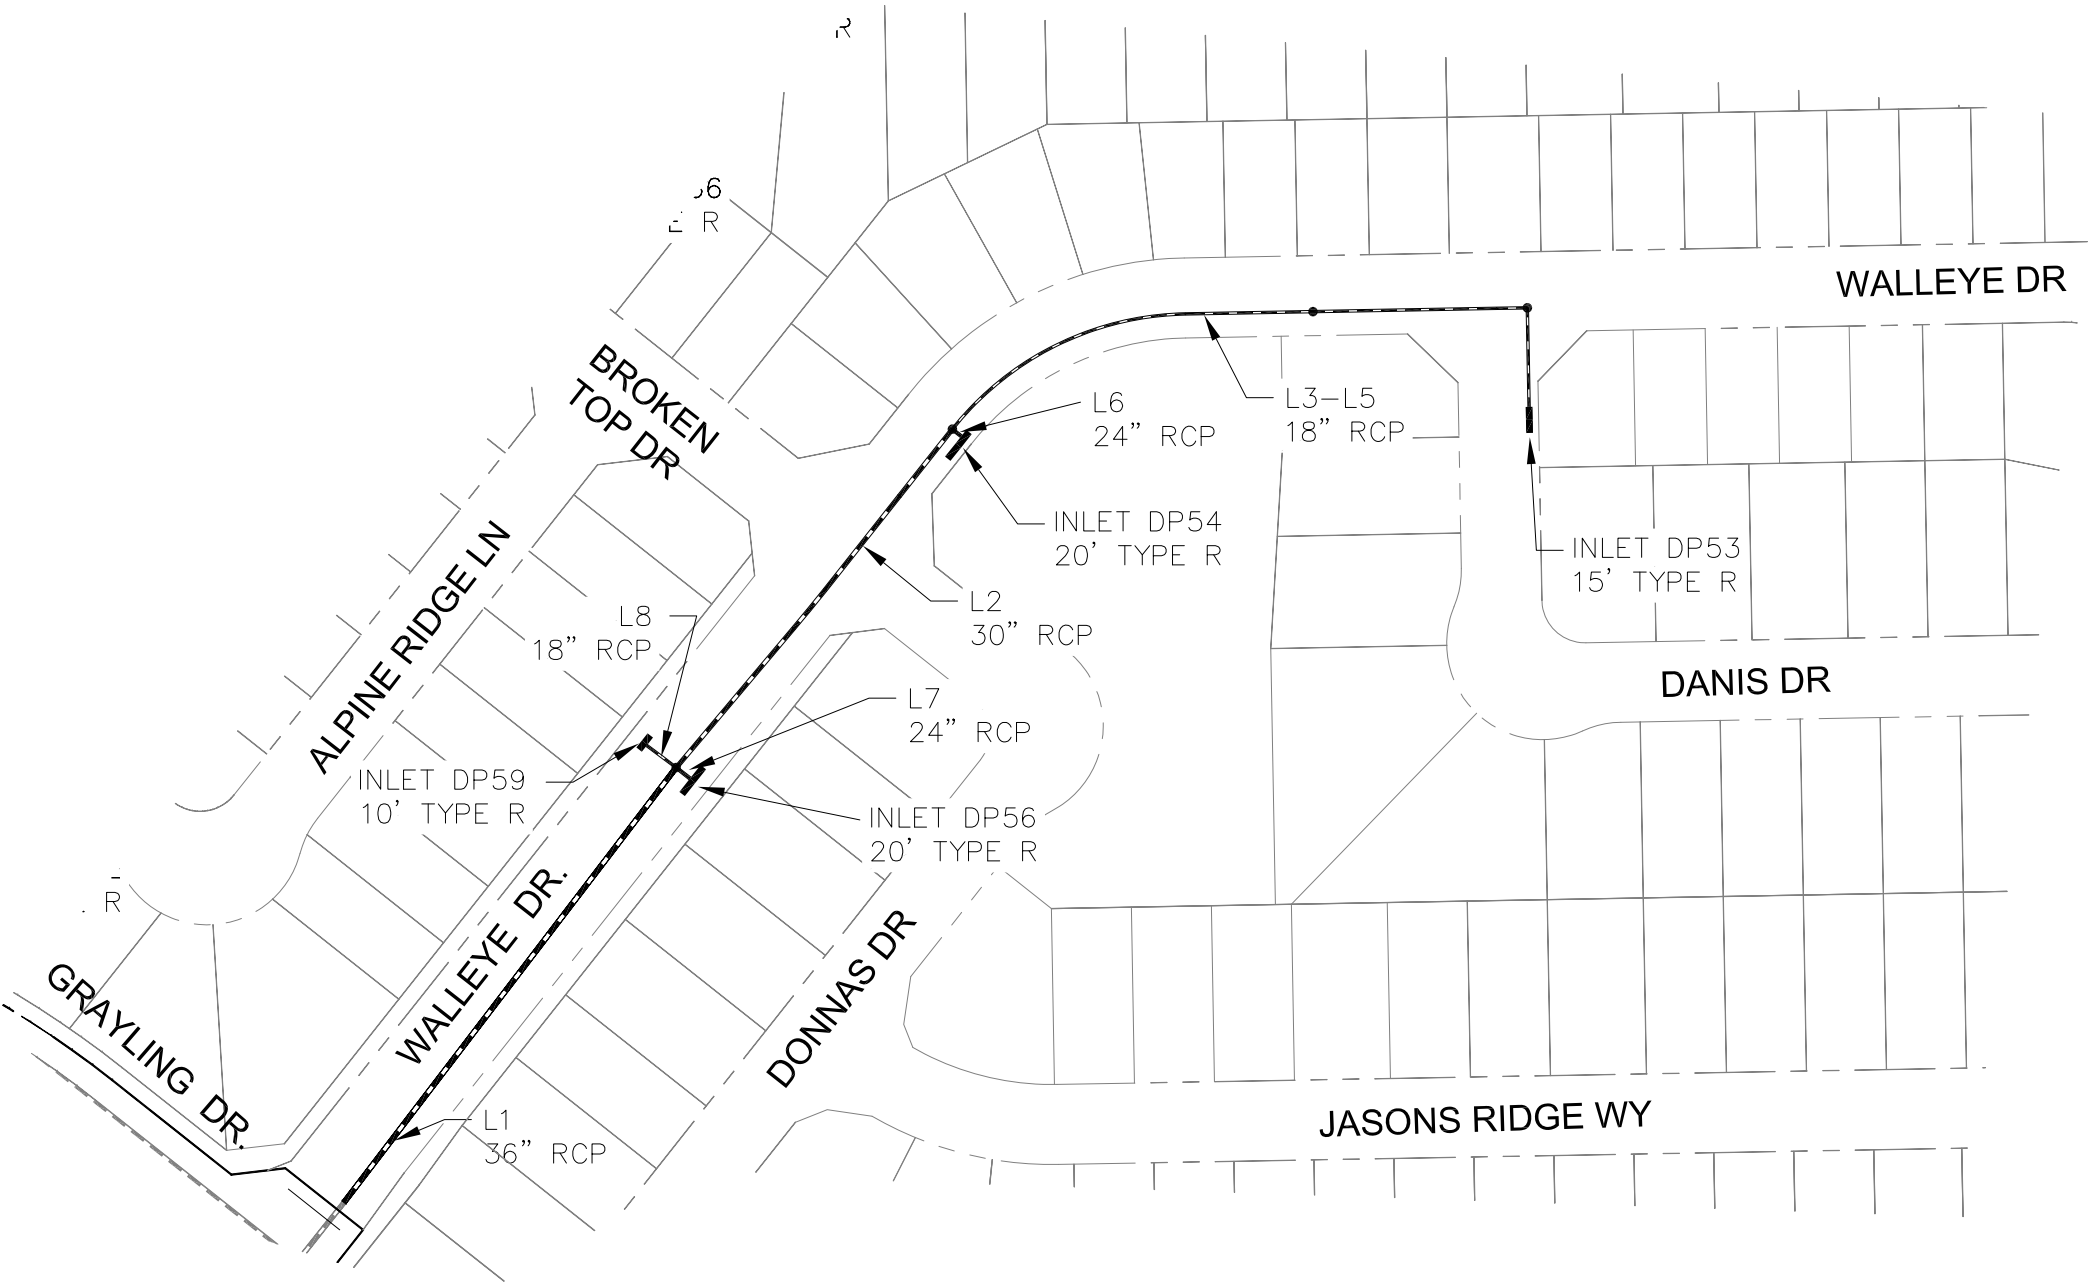 R
6
R
WALLEYE DR
BROKEN
TOP DR
L6
24" RCP
L3-L5
18" RCP
INLET DP54
20' TYPE R
INLET DP53
15' TYPE R
ALPINE RIDGE LN
L2
30" RCP
L8
18" RCP
DANIS DR
L7
24" RCP
INLET DP59
10' TYPE R
INLET DP56
20' TYPE R
R
WALLEYE DR.
DONNAS DR
GRAYLING DR.
L1
36" RCP
JASONS RIDGE WY